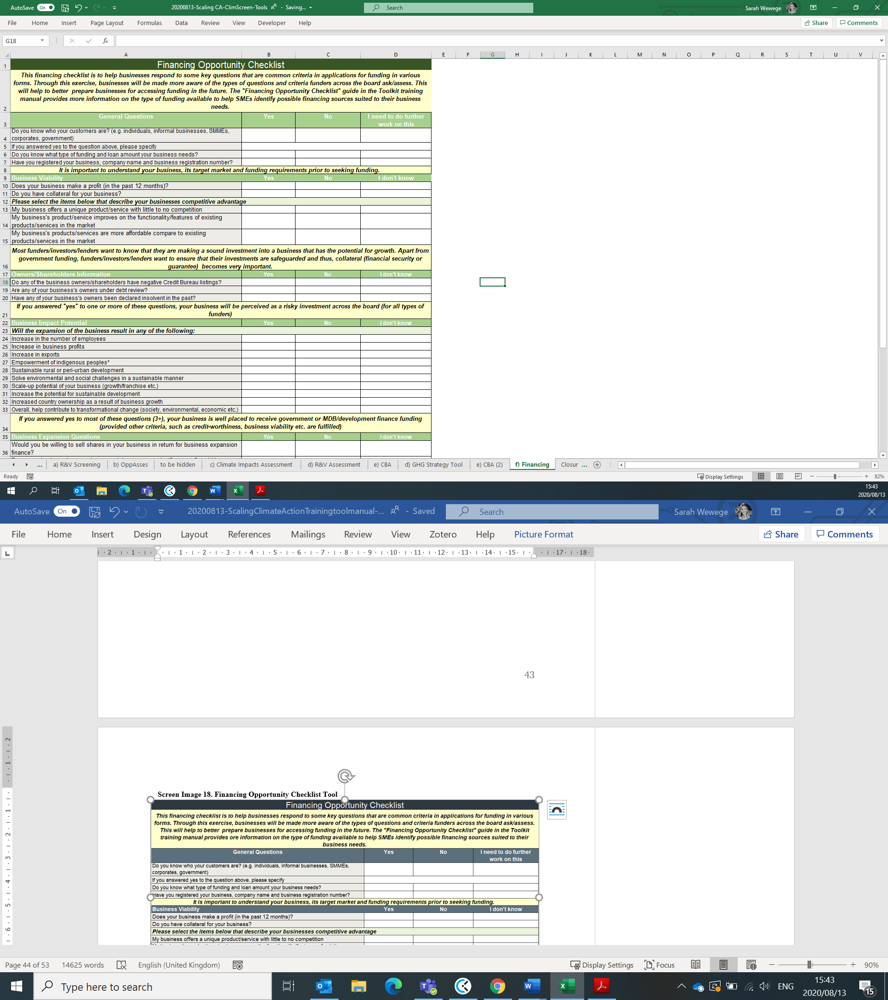 AutoSave On 20200813-Scaling CA-ClimScreen-Tools - Saving... Search Sarah Wewege
File Home Insert Page Layout Formulas Data Review View Developer Help Share Comments
G18 fx
A B C D E F G H I J K L M N O P Q R S T U V
1 Financing Opportunity Checklist
This financing checklist is to help businesses respond to some key questions that are common criteria in applications for funding in various
forms. Through this exercise, businesses will be made more aware of the types of questions and criteria funders across the board ask/assess. This
will help to better prepare businesses for accessing funding in the future. The "Financing Opportunity Checklist" guide in the Toolkit training
manual provides more information on the type of funding available to help SMEs identify possible financing sources suited to their business
2 needs.
General Questions Yes No I need to do further
3 work on this
Do you know who your customers are? (e.g. individuals, informal businesses, SMMEs,
4 corporates, government)
5 If you answered yes to the question above, please specify
6 Do you know what type of funding and loan amount your business needs?
7 Have you registered your business, company name and business registration number?
8 It is important to understand your business, its target market and funding requirements prior to seeking funding.
9 Business Viability Yes No I don't know
10 Does your business make a profit (in the past 12 months)?
11 Do you have collateral for your business?
12 Please select the items below that describe your businesses competitive advantage
13 My business offers a unique product/service with little to no competition
My business's product/service improves on the functionality/features of existing
14 products/services in the market
My business's products/services are more affordable compare to existing
15 products/services in the market
Most funders/investors/lenders want to know that they are making a sound investment into a business that has the potential for growth. Apart from
government funding, funders/investors/lenders want to ensure that their investments are safeguarded and thus, collateral (financial security or
16 guarantee) becomes very important.
17 Owners/Shareholders Information Yes No I don't know
18 Do any of the business owners/shareholders have negative Credit Bureau listings?
19 Are any of your business's owners under debt review?
20 Have any of your business's owners been declared insolvent in the past?
If you answered "yes" to one or more of these questions, your business will be perceived as a risky investment across the board (for all types of
21 funders)
22 Business Impact Potential Yes No I don't know
23 Will the expansion of the business result in any of the following:
24 Increase in the number of employees
25 Increase in business profits
26 Increase in exports
27 Empowerment of indigenous peoples*
28 Sustainable rural or peri-urban development
29 Solve environmental and social challenges in a sustainable manner
30 Scale-up potential of your business (growth/franchise etc.)
31 Increase the potential for sustainable development
32 Increased country ownership as a result of business growth
33 Overall, help contribute to transformational change (society, environmental, economic etc.)
If you answered yes to most of these questions (3+), your business is well placed to receive government or MDB/development finance funding
34 (provided other criteria, such as credit-worthiness, business viability etc. are fulfilled)
35 Business Expansion Questions Yes No I don't know
Would you be willing to sell shares in your business in return for business expansion
36 finance?
... a) R&V Screening b) OppAsses to be hidden c) Climate Impacts Assessment d) R&V Assessment e) CBA d) GHG Strategy Tool e) CBA (2) f) Financing Closur ...
Ready Display Settings 82%
15:43
2020/08/13
AutoSave On 20200813-ScalingClimateActionTrainingtoolmanual-... - Saved Search Sarah Wewege
File Home Insert Design Layout References Mailings Review View Zotero Help Picture Format Share Comments
2 1 1 2 3 4 5 6 7 8 9 10 11 12 13 14 15 17 18
43
2 1 1 2 3 4 5 6
Screen Image 18. Financing Opportunity Checklist Tool
Financing Opportunity Checklist
This financing checklist is to help businesses respond to some key questions that are common criteria in applications for funding in various
forms. Through this exercise, businesses will be made more aware of the types of questions and criteria funders across the board ask/assess.
This will help to better prepare businesses for accessing funding in the future. The "Financing Opportunity Checklist" guide in the Toolkit
training manual provides ore information on the type of funding available to help SMEs identify possible financing sources suited to their
business needs.
General Questions Yes No I need to do further
work on this
Do you know who your customers are? (e.g. individuals, informal businesses, SMMEs,
corporates, government)
If you answered yes to the question above, please specify
Do you know what type of funding and loan amount your business needs?
Have you registered your business, company name and business registration number?
It is important to understand your business, its target market and funding requirements prior to seeking funding.
Business Viability Yes No I don't know
Does your business make a profit (in the past 12 months)?
Do you have collateral for your business?
Please select the items below that describe your businesses competitive advantage
My business offers a unique product/service with little to no competition
Page 44 of 53 14625 words English (United Kingdom) Display Settings Focus 90%
Type here to search ENG 15:43
2020/08/13 15